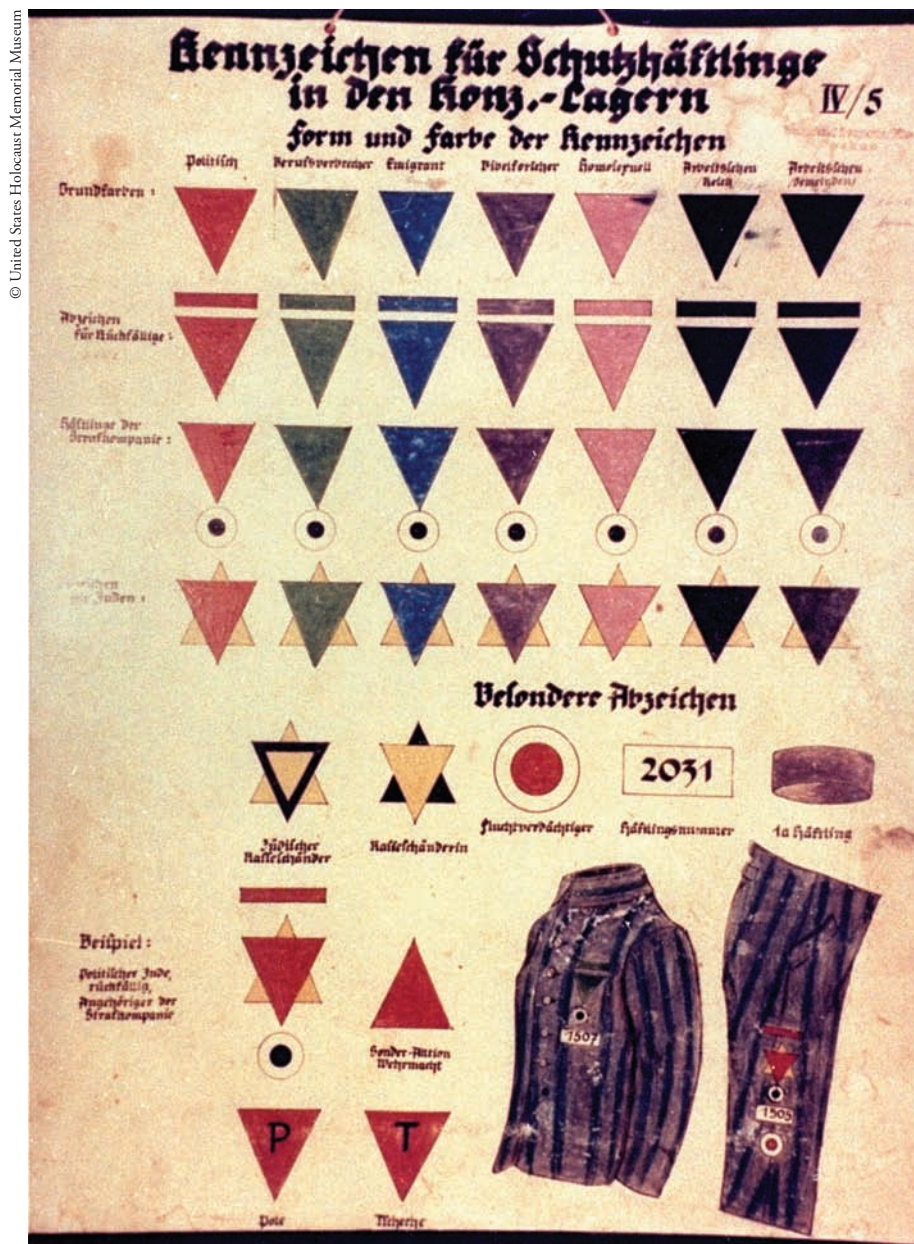 © United States Holocaust Memorial Museum
Kennzeichen für Schutzhäftlinge
in den Konz.-Lagern
IV/5
Form und Farbe der Kennzeichen
Politisch Berufsverbrecher Emigrant Bibelforscher Homosexuell Arbeitsscheu Arbeitsscheu
Reich
Grundfarben:
Abzeichen
für Rückfällige:
Häftlinge der
Strafkompanie:
Juden:
Besondere Abzeichen
2031
Jüdischer
Rasseschänder
Rasseschänderin
Fluchtverdächtiger
Häftlingsnummer
1a Häftling
Beispiel:
Politischer Jude,
rückfällig,
Angehöriger der
Strafkompanie
Sonder-Aktion
Wehrmacht
1507
1505
P
T
Pole
Tscheche